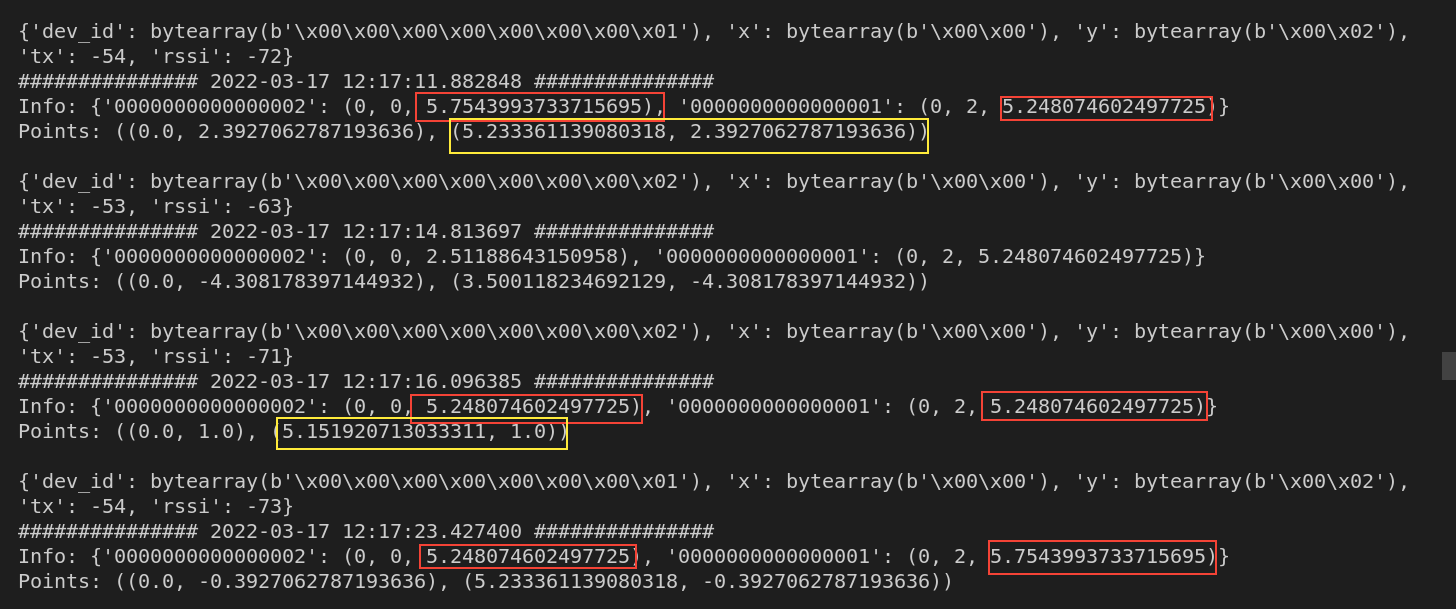 {'dev_id': bytearray(b'\x00\x00\x00\x00\x00\x00\x00\x01'), 'x': bytearray(b'\x00\x00'), 'y': bytearray(b'\x00\x02'),
'tx': -54, 'rssi': -72}
############### 2022-03-17 12:17:11.882848 ###############
Info: {'0000000000000002': (0, 0, 5.7543993733715695), '0000000000000001': (0, 2, 5.248074602497725)}
Points: ((0.0, 2.3927062787193636), (5.233361139080318, 2.3927062787193636))

{'dev_id': bytearray(b'\x00\x00\x00\x00\x00\x00\x00\x02'), 'x': bytearray(b'\x00\x00'), 'y': bytearray(b'\x00\x00'),
'tx': -53, 'rssi': -63}
############### 2022-03-17 12:17:14.813697 ###############
Info: {'0000000000000002': (0, 0, 2.51188643150958), '0000000000000001': (0, 2, 5.248074602497725)}
Points: ((0.0, -4.308178397144932), (3.500118234692129, -4.308178397144932))

{'dev_id': bytearray(b'\x00\x00\x00\x00\x00\x00\x00\x02'), 'x': bytearray(b'\x00\x00'), 'y': bytearray(b'\x00\x00'),
'tx': -53, 'rssi': -71}
############### 2022-03-17 12:17:16.096385 ###############
Info: {'0000000000000002': (0, 0, 5.248074602497725), '0000000000000001': (0, 2, 5.248074602497725)}
Points: ((0.0, 1.0), (5.151920713033311, 1.0))

{'dev_id': bytearray(b'\x00\x00\x00\x00\x00\x00\x00\x01'), 'x': bytearray(b'\x00\x00'), 'y': bytearray(b'\x00\x02'),
'tx': -54, 'rssi': -73}
############### 2022-03-17 12:17:23.427400 ###############
Info: {'0000000000000002': (0, 0, 5.248074602497725), '0000000000000001': (0, 2, 5.7543993733715695)}
Points: ((0.0, -0.3927062787193636), (5.233361139080318, -0.3927062787193636))